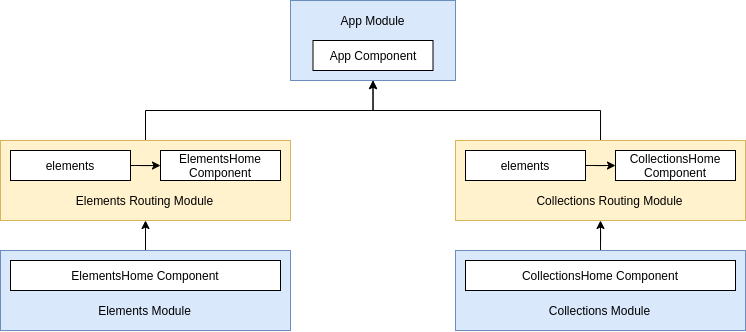 App Module
App Component
elements
ElementsHome
Component
Elements Routing Module
elements
CollectionsHome
Component
Collections Routing Module
ElementsHome Component
Elements Module
CollectionsHome Component
Collections Module